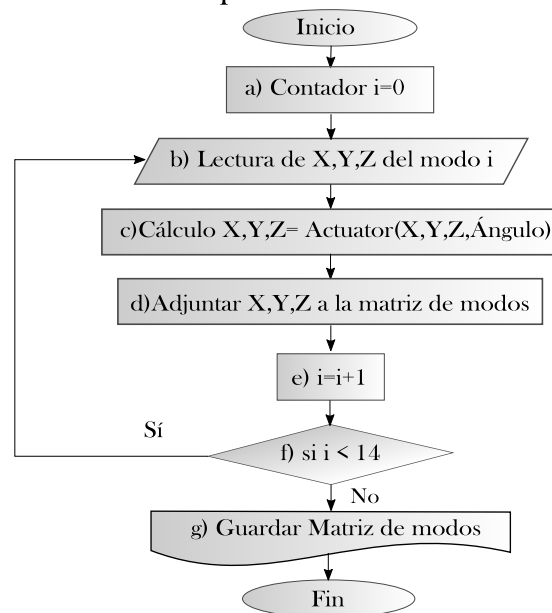 Inicio
a) Contador i=0
b) Lectura de X,Y,Z del modo i
c)Cálculo X,Y,Z= Actuator(X,Y,Z,Ángulo)
d)Adjuntar X,Y,Z a la matriz de modos
e) i=i+1
Sí
f) si i < 14
No
g) Guardar Matriz de modos
Fin